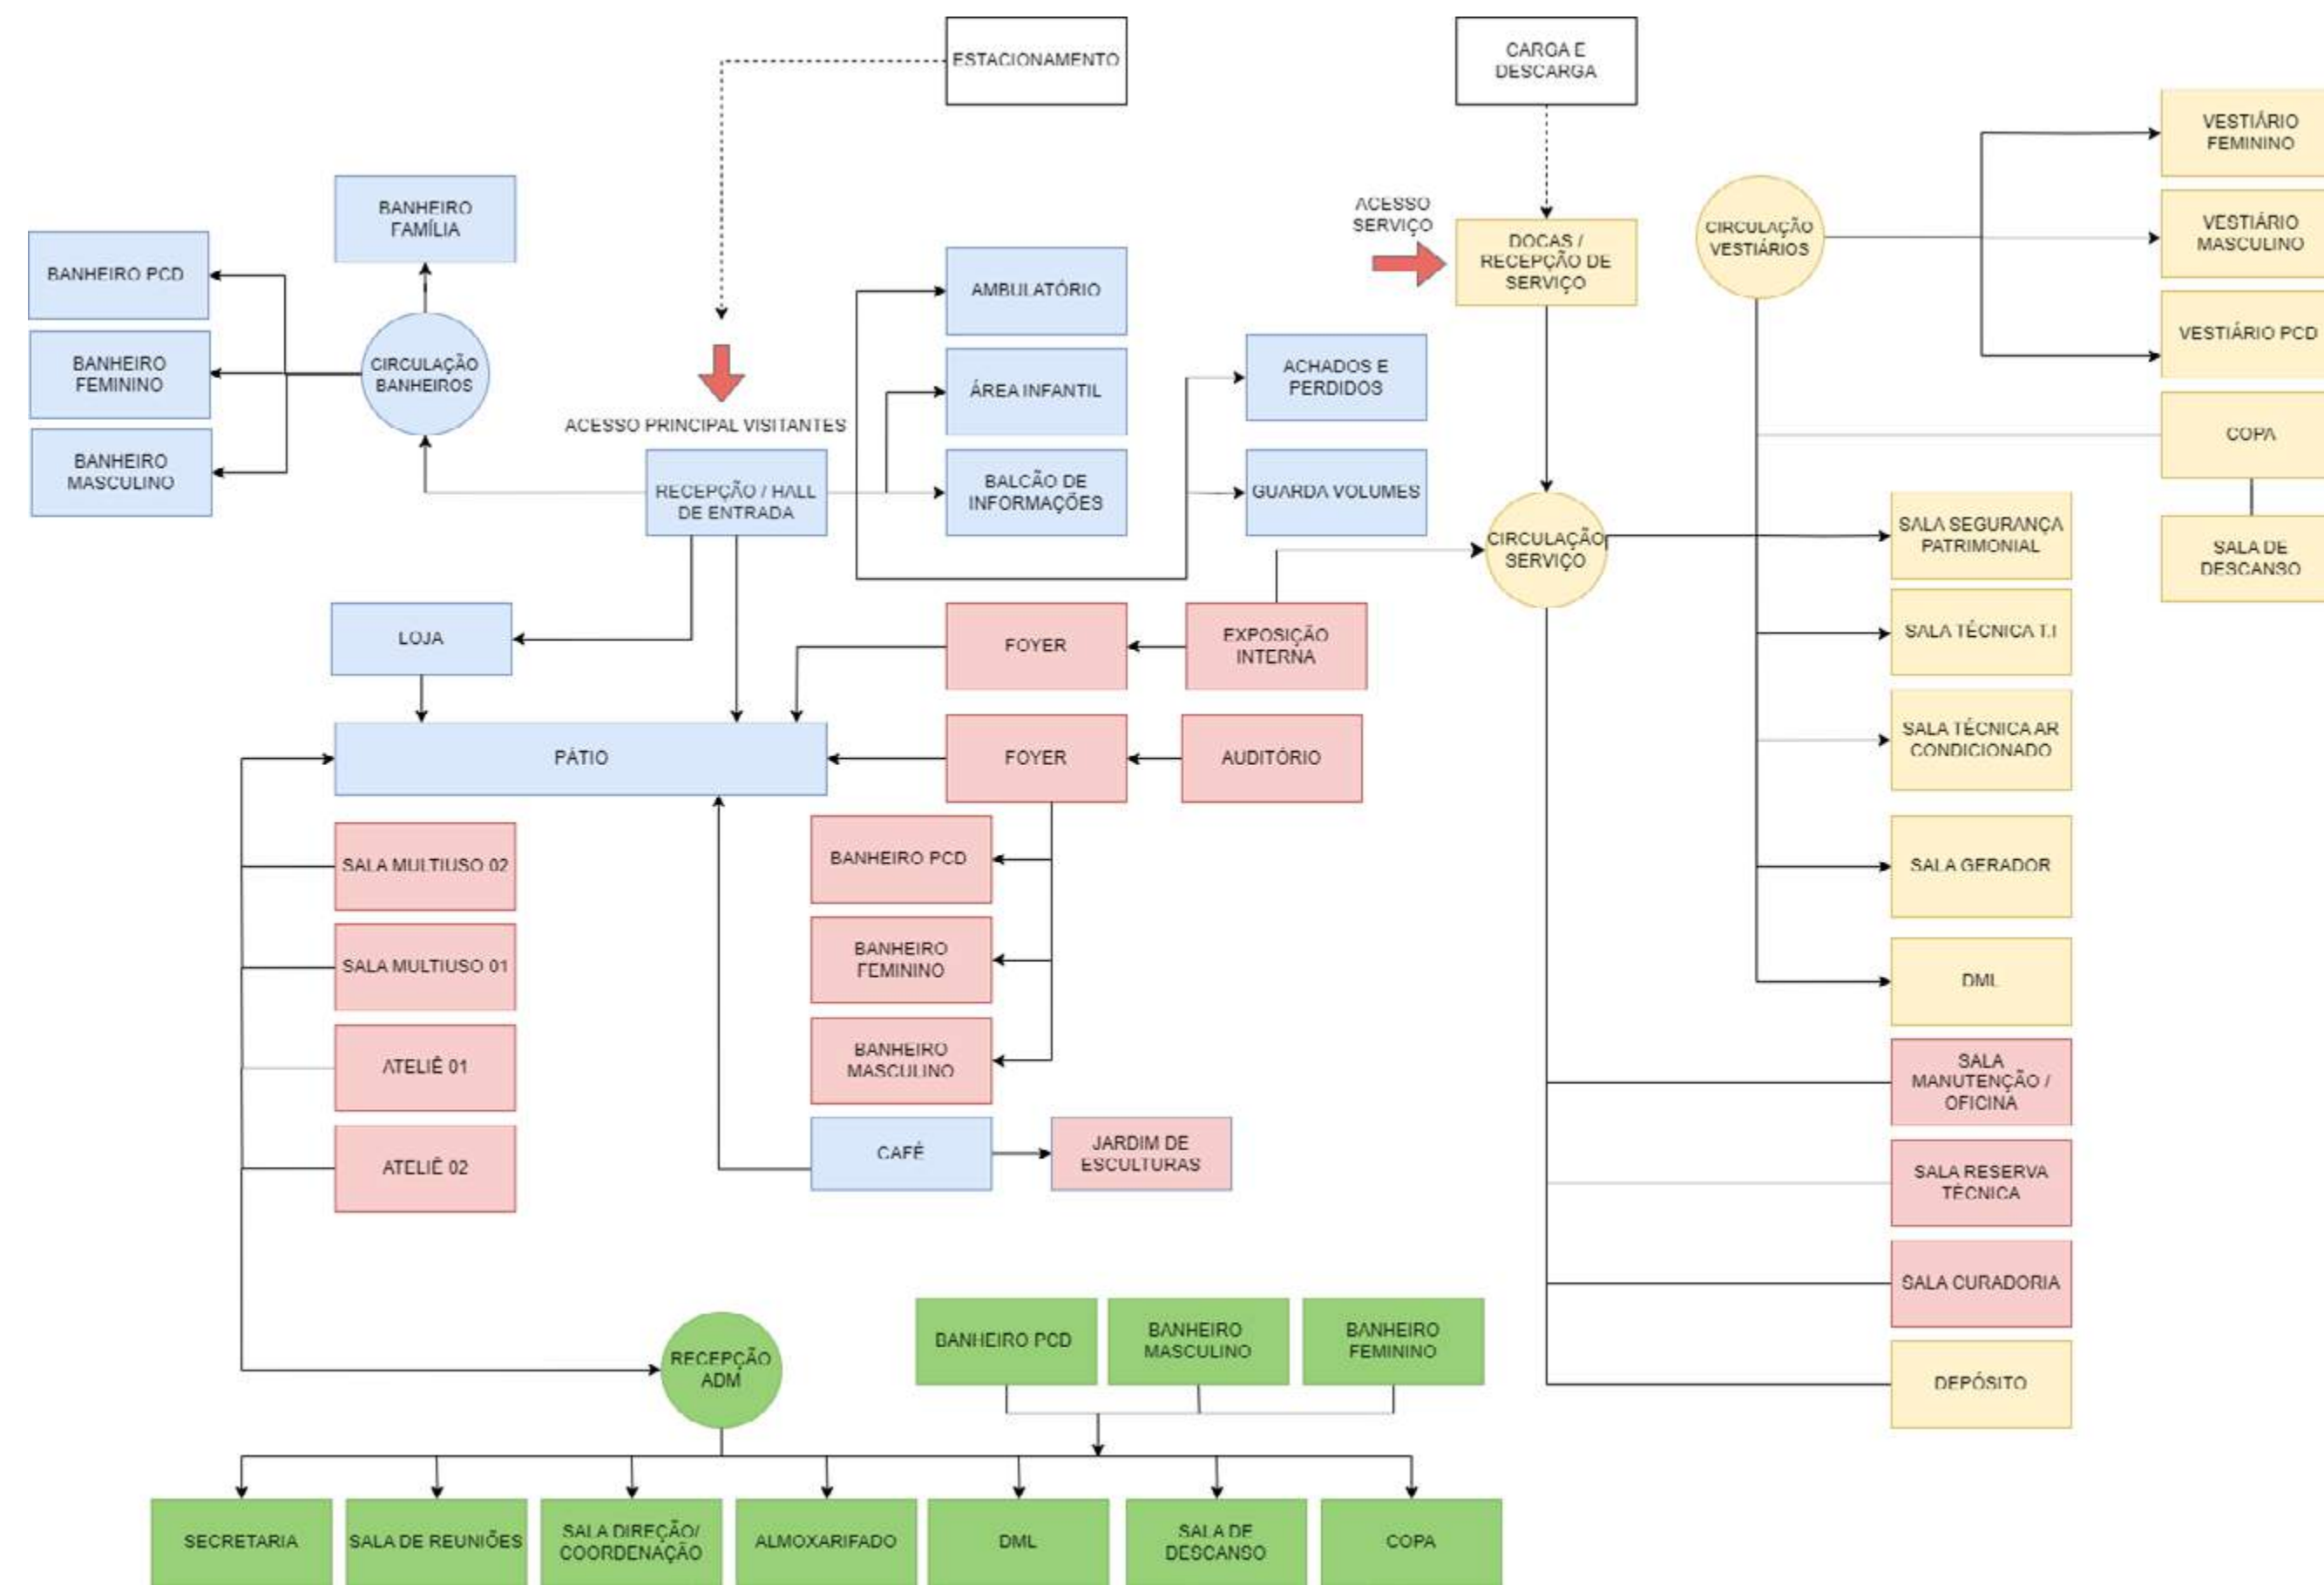 ESTACIONAMENTO
CARGA E
DESCARGA
VESTIÁRIO
FEMININO
BANHEIRO
FAMÍLIA
ACESSO
SERVIÇO
CIRCULAÇÃO
VESTIÁRIOS
VESTIÁRIO
MASCULINO
DOCAS /
RECEPÇÃO DE
SERVIÇO
BANHEIRO PCD
AMBULATÓRIO
VESTIÁRIO PCD
BANHEIRO
FEMININO
CIRCULAÇÃO
BANHEIROS
ÁREA INFANTIL
ACHADOS E
PERDIDOS
ACESSO PRINCIPAL VISITANTES
COPA
BANHEIRO
MASCULINO
RECEPÇÃO / HALL
DE ENTRADA
BALCÃO DE
INFORMAÇÕES
GUARDA VOLUMES
CIRCULAÇÃO
SERVIÇO
SALA SEGURANÇA
PATRIMONIAL
SALA DE
DESCANSO
LOJA
FOYER
EXPOSIÇÃO
INTERNA
SALA TÉCNICA T.I
PÁTIO
FOYER
AUDITÓRIO
SALA TÉCNICA AR
CONDICIONADO
SALA MULTIUSO 02
BANHEIRO PCD
SALA GERADOR
SALA MULTIUSO 01
BANHEIRO
FEMININO
DML
ATELIÊ 01
BANHEIRO
MASCULINO
SALA
MANUTENÇÃO /
OFICINA
ATELIÊ 02
CAFÉ
JARDIM DE
ESCULTURAS
SALA RESERVA
TÉCNICA
SALA CURADORIA
RECEPÇÃO
ADM
BANHEIRO PCD
BANHEIRO
MASCULINO
BANHEIRO
FEMININO
DEPÓSITO
SECRETARIA
SALA DE REUNIÕES
SALA DIREÇÃO/
COORDENAÇÃO
ALMOXARIFADO
DML
SALA DE
DESCANSO
COPA